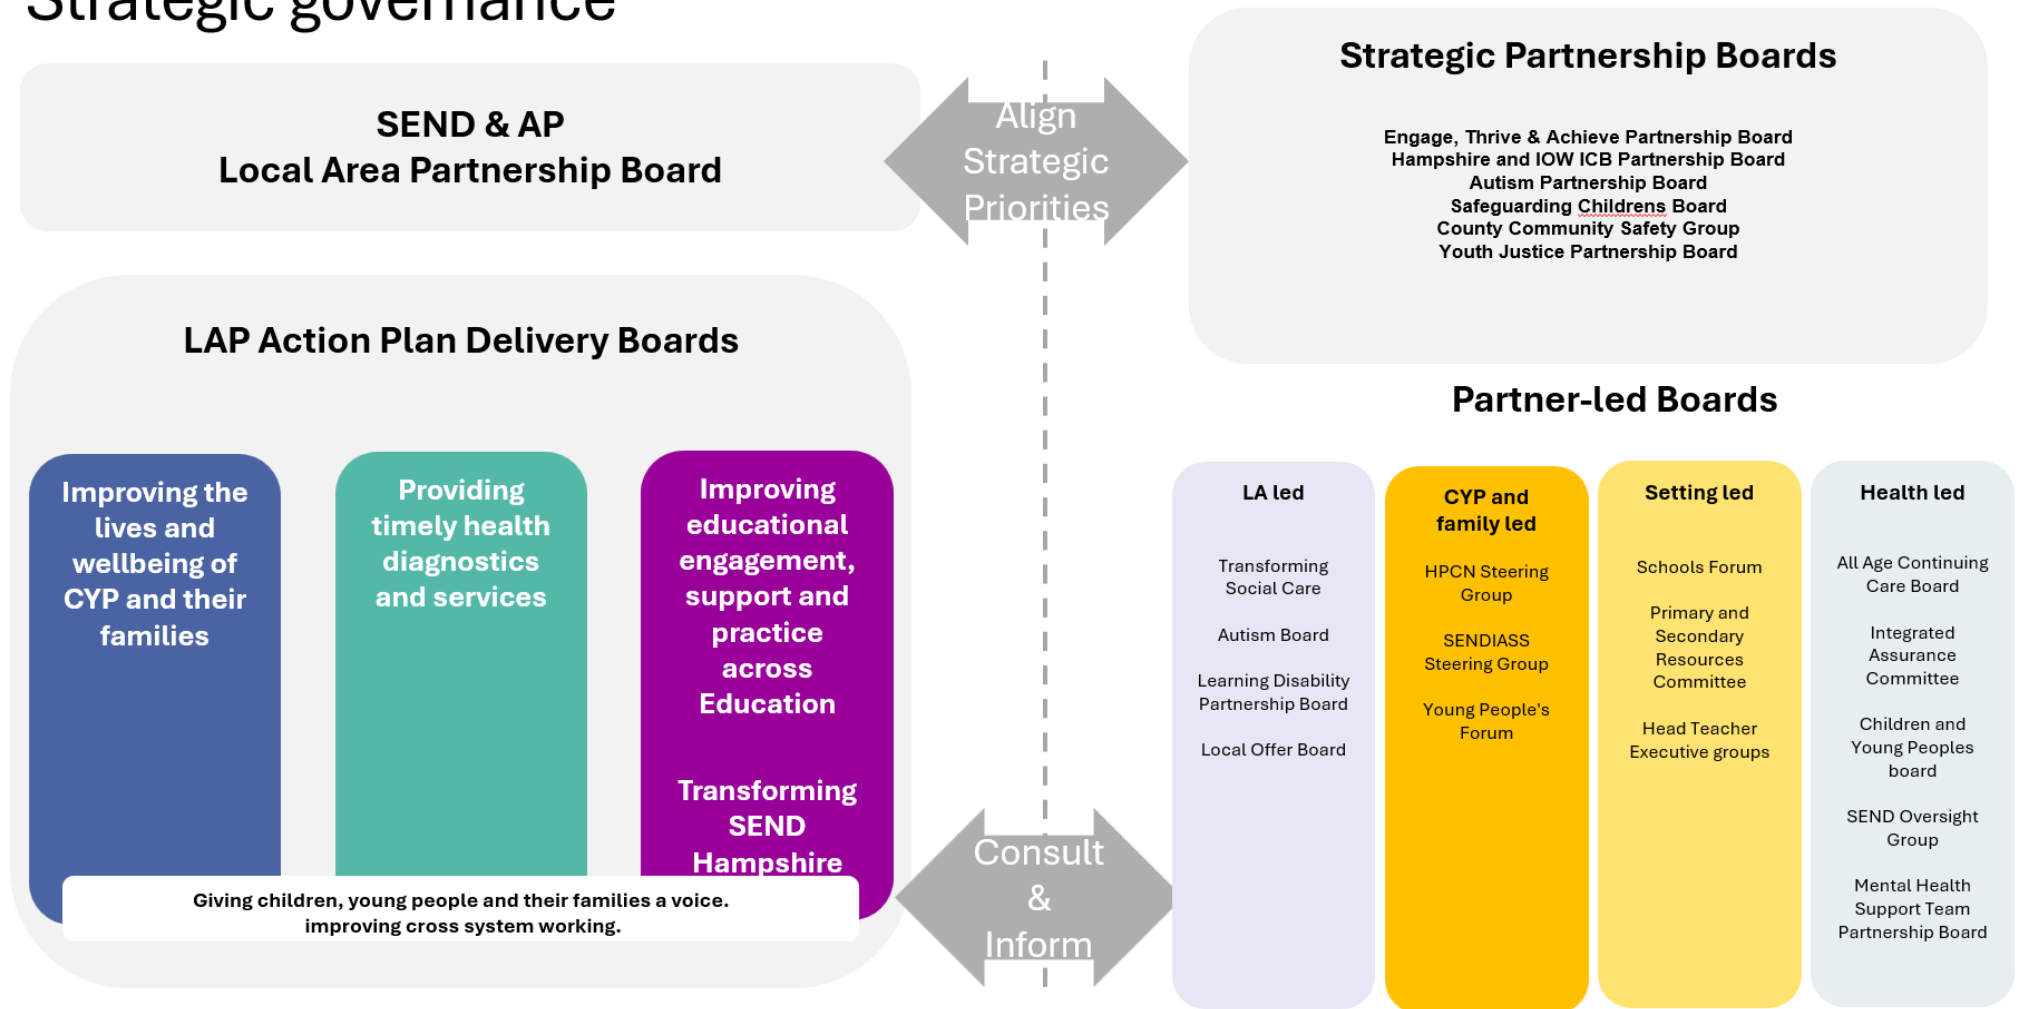 Strategic governance
SEND & AP
Local Area Partnership Board
Align
Strategic
Priorities
Strategic Partnership Boards
Engage, Thrive & Achieve Partnership Board
Hampshire and IOW ICB Partnership Board
Autism Partnership Board
Safeguarding Childrens Board
County Community Safety Group
Youth Justice Partnership Board
LAP Action Plan Delivery Boards
Improving the
lives and
wellbeing of
CYP and their
families
Providing
timely health
diagnostics
and services
Improving
educational
engagement,
support and
practice
across
Education
Transforming
SEND
Hampshire
Giving children, young people and their families a voice.
improving cross system working.
Consult
&
Inform
Partner-led Boards
LA led
Transforming
Social Care
Autism Board
Learning Disability
Partnership Board
Local Offer Board
CYP and
family led
HPCN Steering
Group
SENDIASS
Steering Group
Young People's
Forum
Setting led
Schools Forum
Primary and
Secondary
Resources
Committee
Head Teacher
Executive groups
Health led
All Age Continuing
Care Board
Integrated
Assurance
Committee
Children and
Young Peoples
board
SEND Oversight
Group
Mental Health
Support Team
Partnership Board